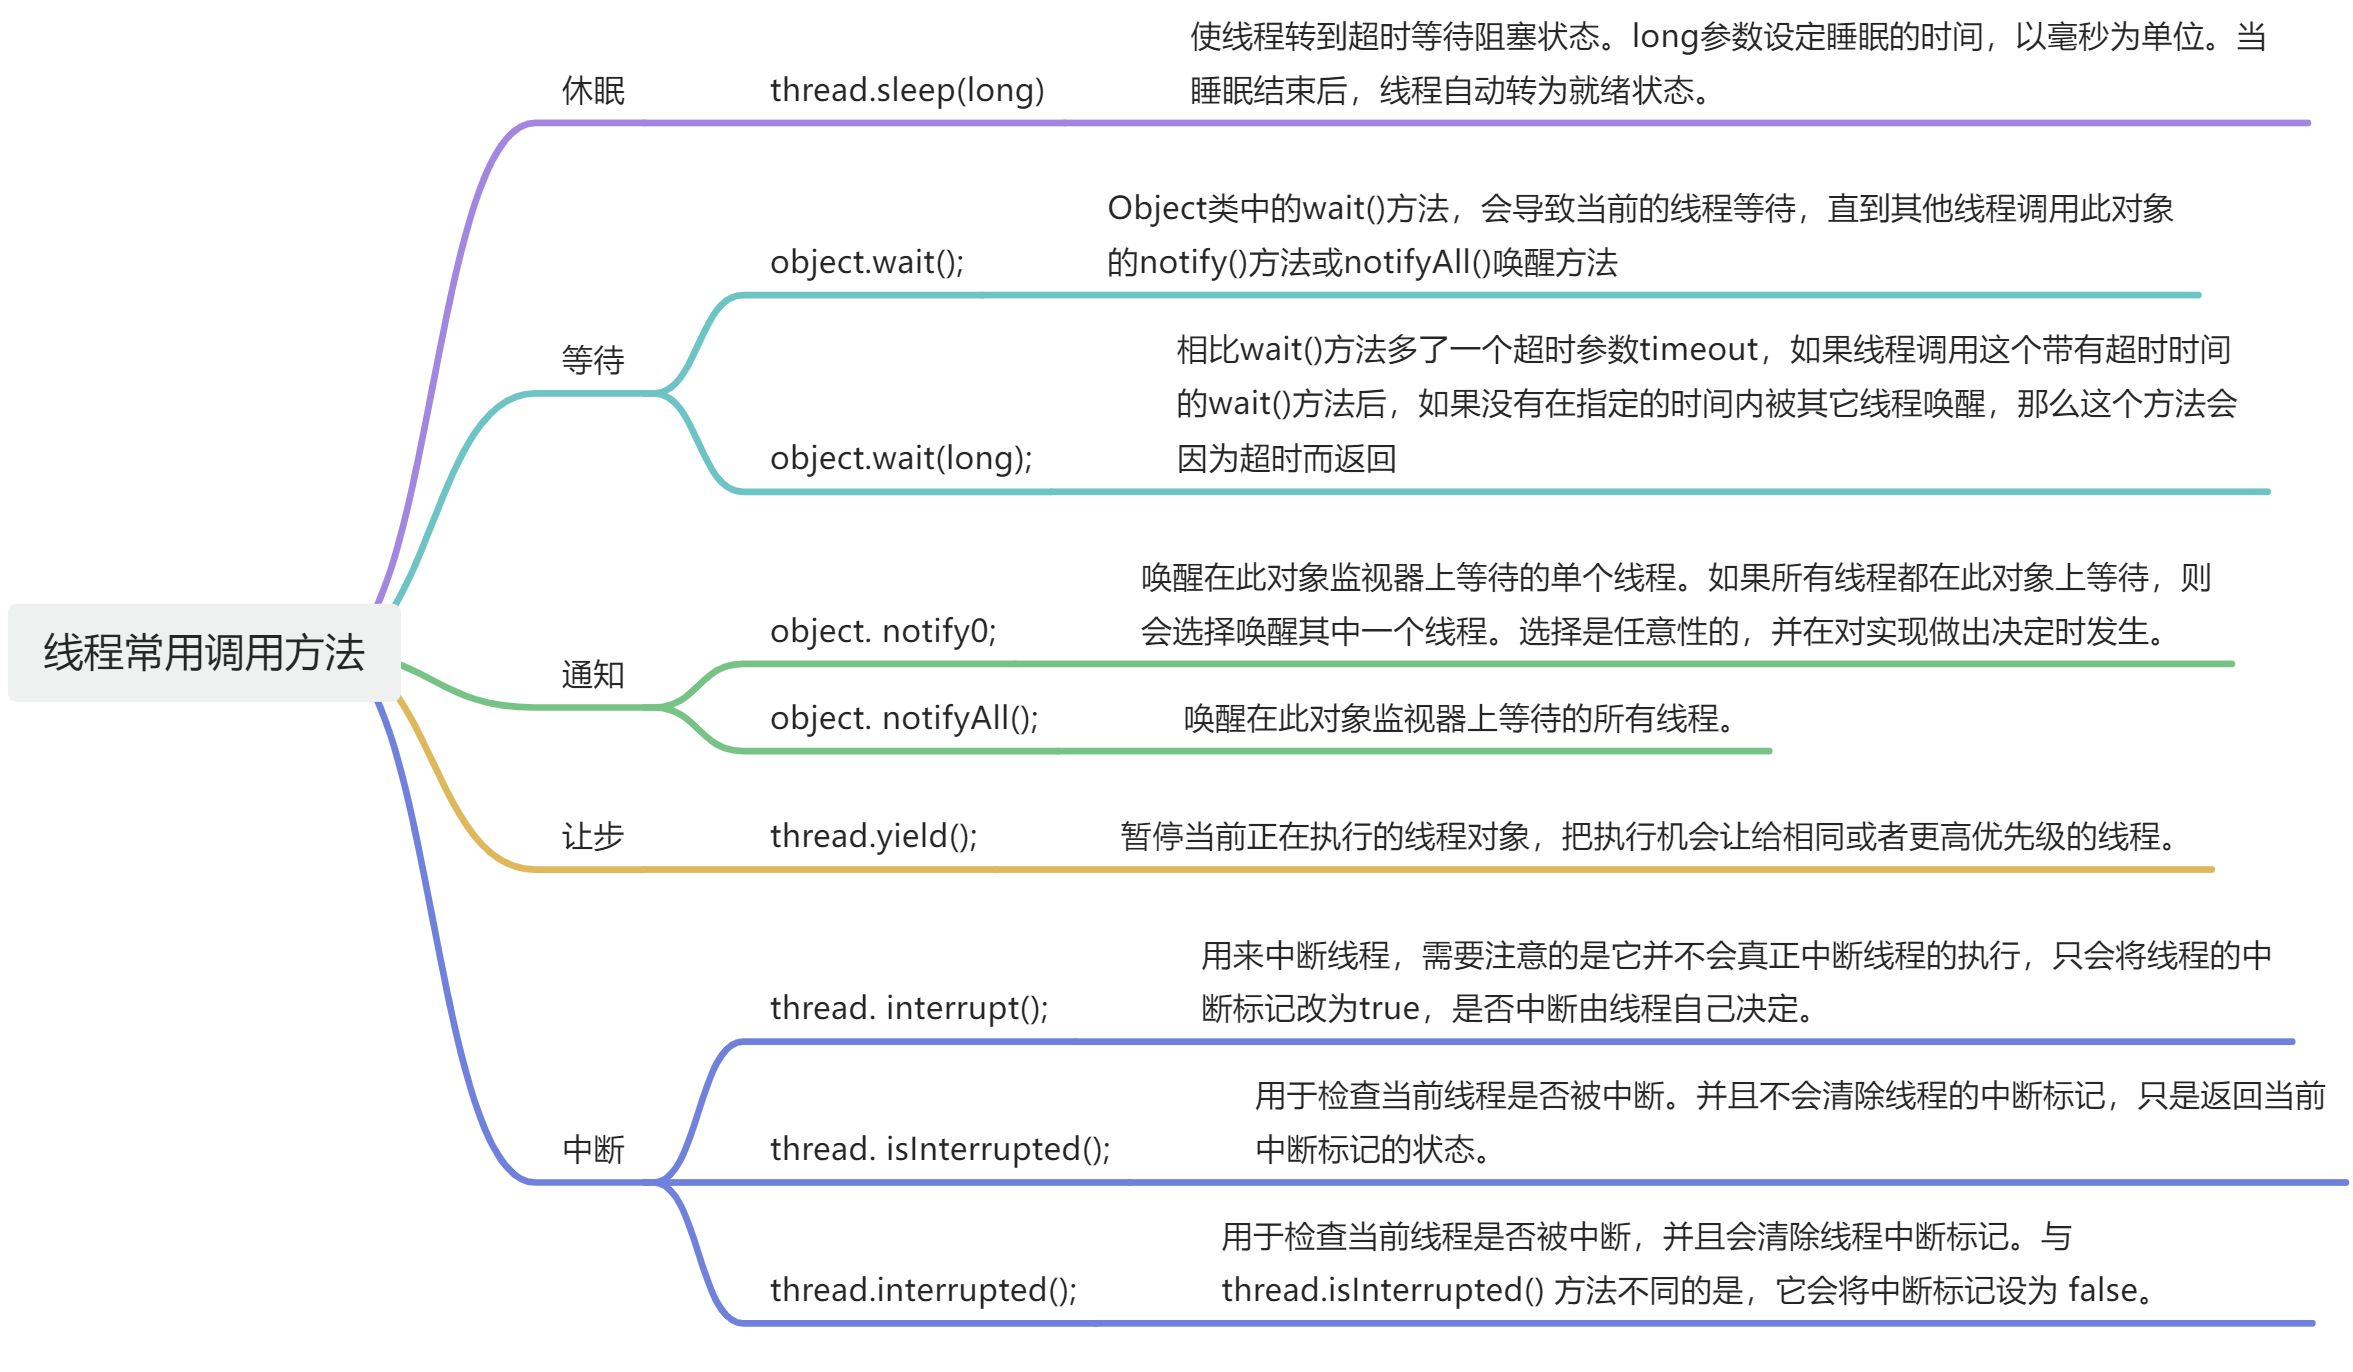 线程常用调用方法
休眠
thread.sleep(long)
使线程转到超时等待阻塞状态。long参数设定睡眠的时间，以毫秒为单位。当
睡眠结束后，线程自动转为就绪状态。
等待
object.wait();
Object类中的wait()方法，会导致当前的线程等待，直到其他线程调用此对象
的notify()方法或notifyAll()唤醒方法
object.wait(long);
相比wait()方法多了一个超时参数timeout，如果线程调用这个带有超时时间
的wait()方法后，如果没有在指定的时间内被其它线程唤醒，那么这个方法会
因为超时而返回
通知
object. notify0;
唤醒在此对象监视器上等待的单个线程。如果所有线程都在此对象上等待，则
会选择唤醒其中一个线程。选择是任意性的，并在对实现做出决定时发生。
object. notifyAll();
唤醒在此对象监视器上等待的所有线程。
让步
thread.yield();
暂停当前正在执行的线程对象，把执行机会让给相同或者更高优先级的线程。
中断
thread. interrupt();
用来中断线程，需要注意的是它并不会真正中断线程的执行，只会将线程的中
断标记改为true，是否中断由线程自己决定。
thread. isInterrupted();
用于检查当前线程是否被中断。并且不会清除线程的中断标记，只是返回当前
中断标记的状态。
thread.interrupted();
用于检查当前线程是否被中断，并且会清除线程中断标记。与
thread.isInterrupted() 方法不同的是，它会将中断标记设为 false。